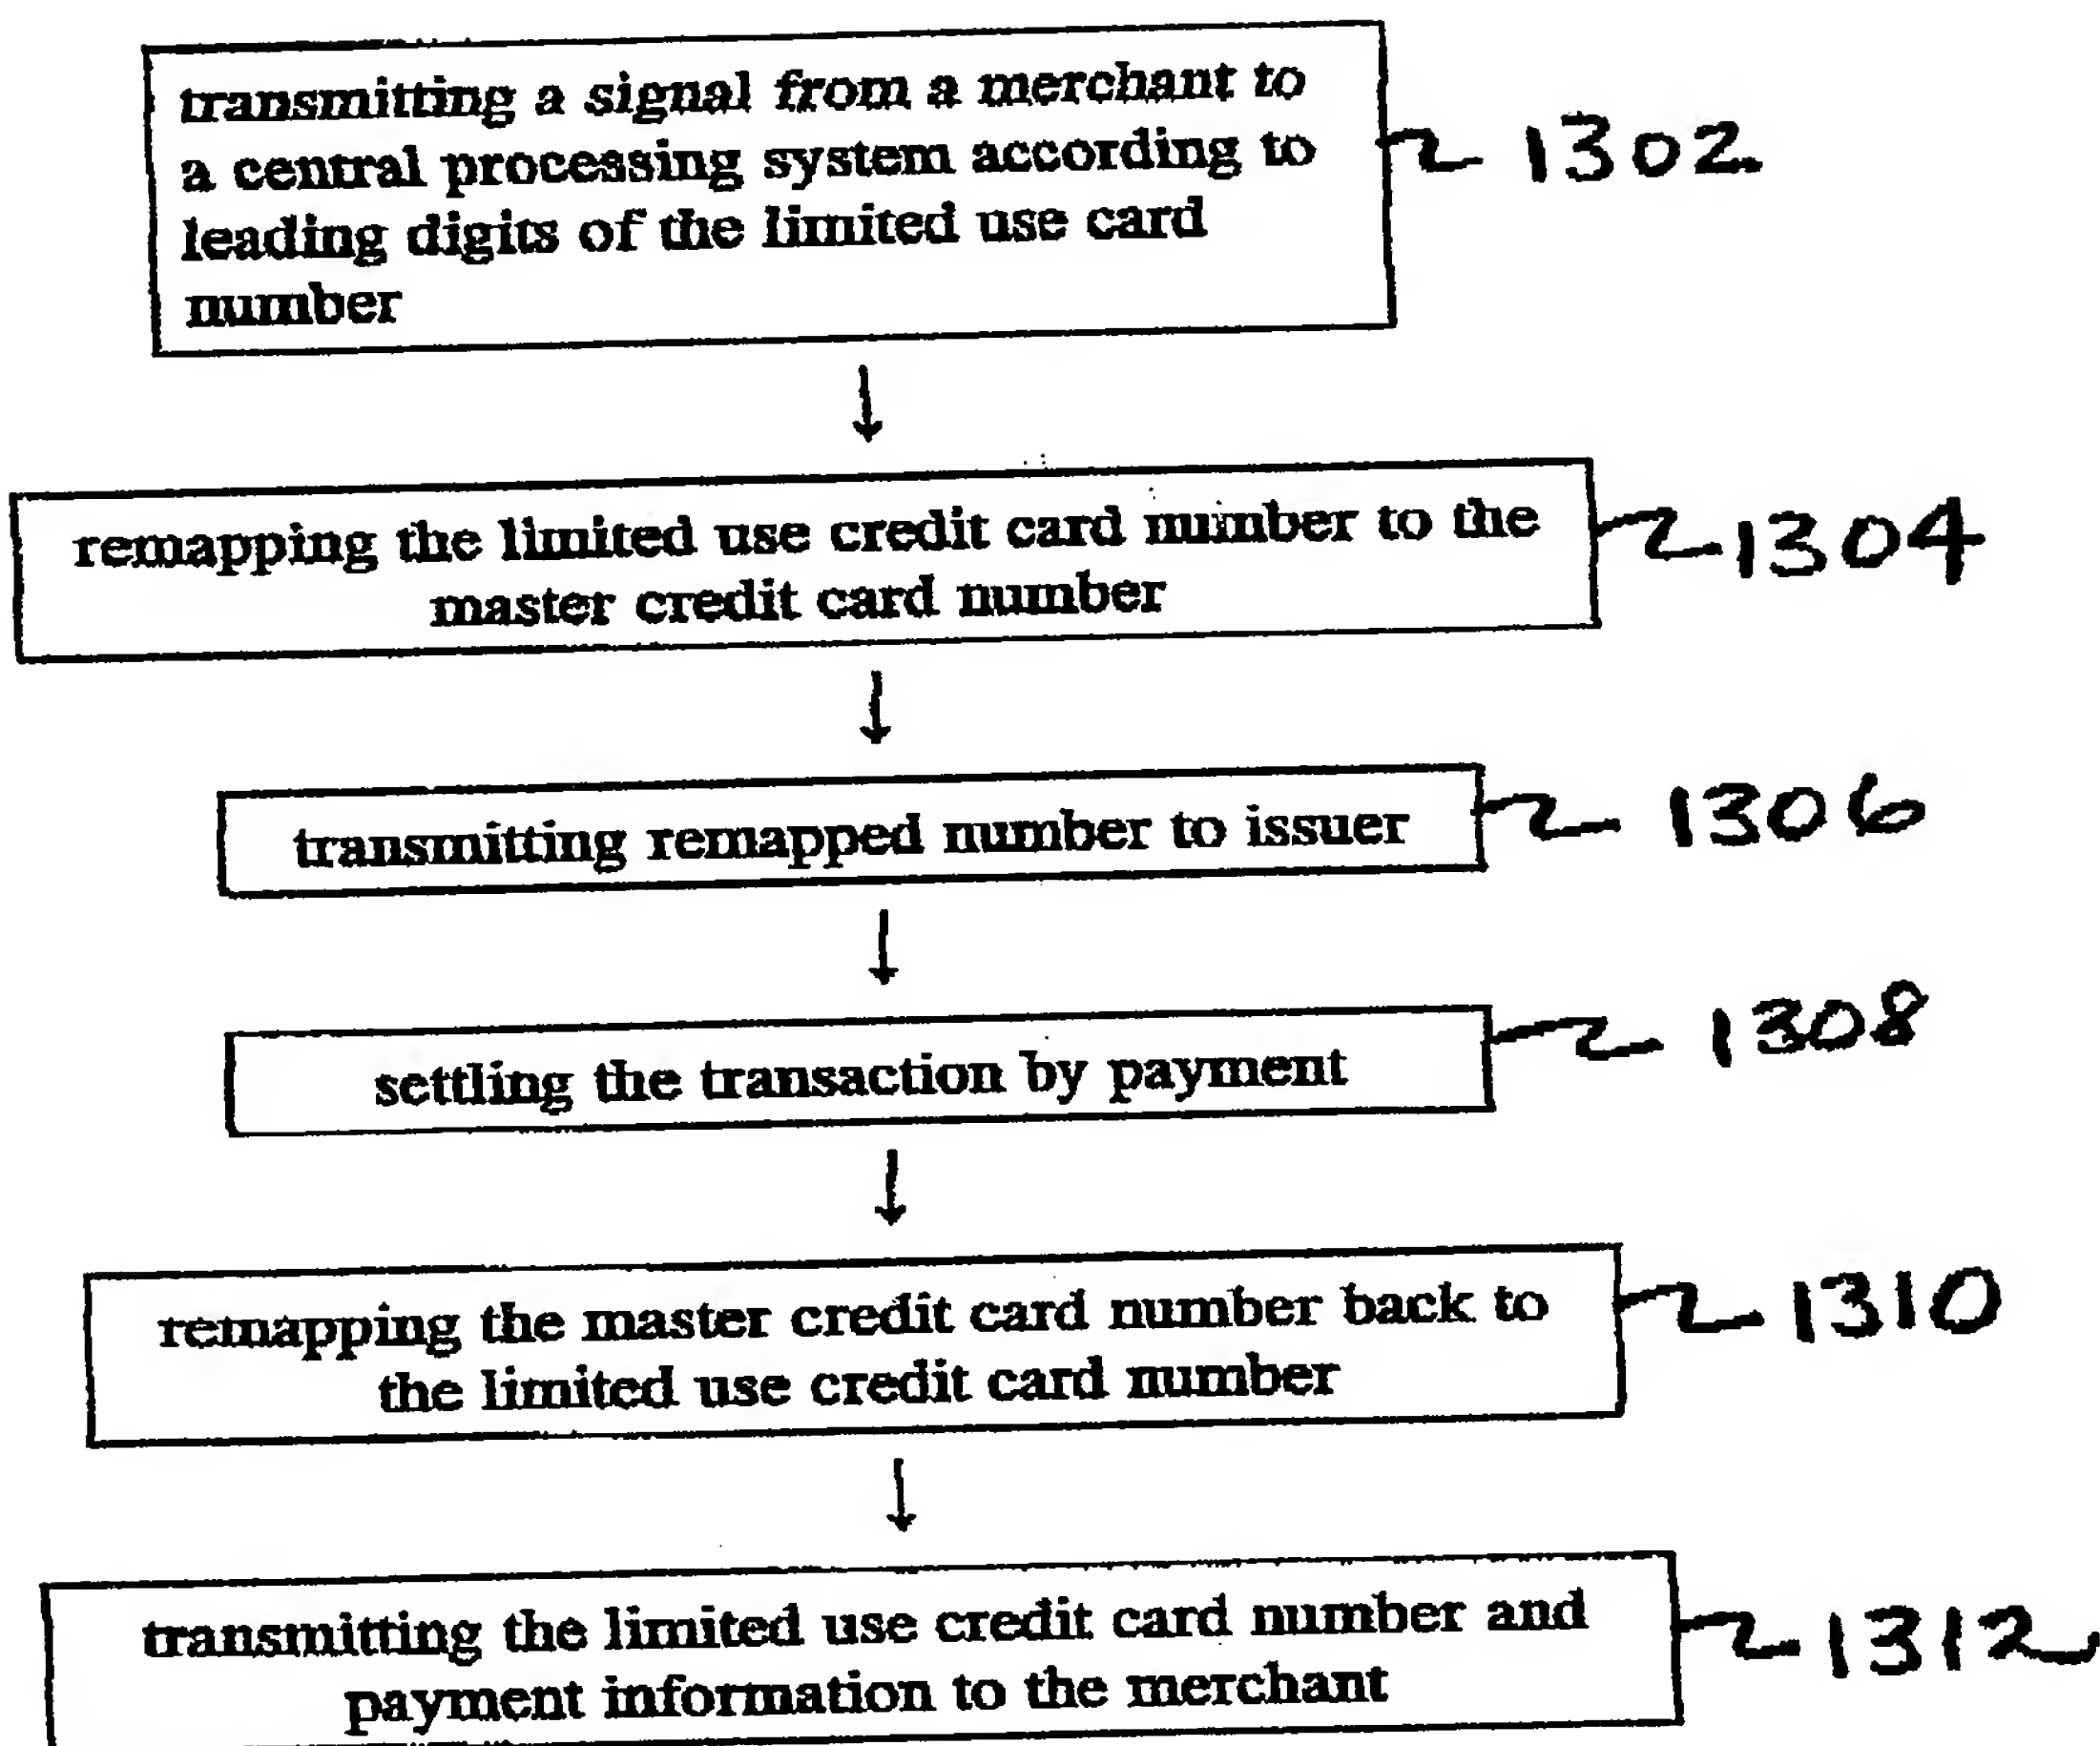 transmitting a signal from a merchant to
a central processing system according to
leading digits of the limited use card
number
1302
remapping the limited use credit card number to the
master credit card number
1304
transmitting remapped number to issuer
1306
settling the transaction by payment
1308
remapping the master credit card number back to
the limited use credit card number
1310
transmitting the limited use credit card number and
payment information to the merchant
1312